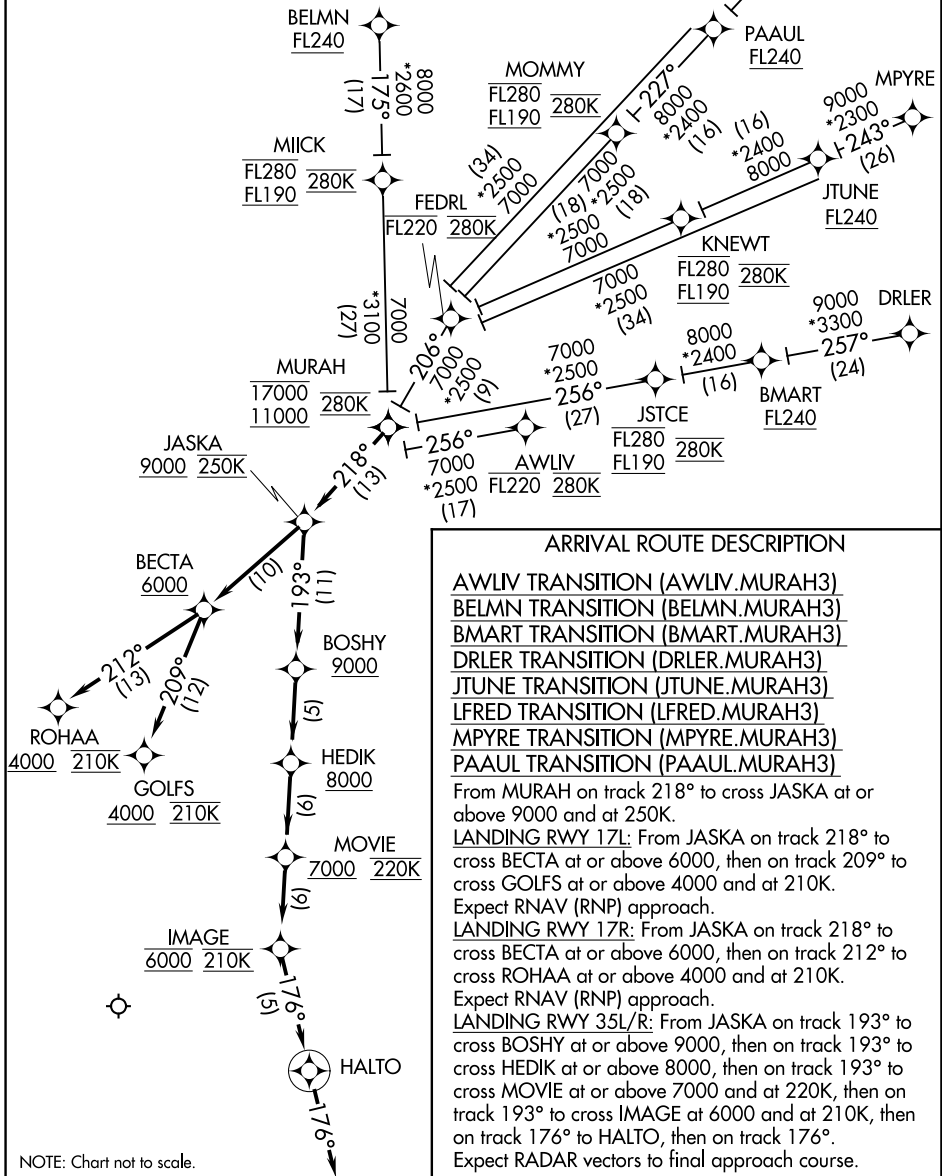 BELMN
FL240
8000
*2600
175°
(17)
MIICK
FL280
FL190
280K
7000
*3100
(27)
PAAUL
FL240
227°
8000
*2400
(16)
MOMMY
FL280
FL190
280K
(34)
*2500
7000
7000
*2500
(18)
MPYRE
9000
*2300
243°
(26)
JTUNE
FL240
(16)
*2400
8000
KNEWT
FL280
FL190
280K
(18)
*2500
7000
7000
*2500
(34)
FEDRL
FL220 280K
206°
7000
*2500
(9)
DRLER
9000
*3300
257°
(24)
BMART
FL240
8000
*2400
(16)
JSTCE
FL280
FL190
280K
7000
*2500
256°
(27)
AWLIV
FL220 280K
256°
7000
*2500
(17)
MURAH
17000
11000
280K
218°
(13)
JASKA
9000 250K
(10)
BECTA
6000
212°
(13)
209°
(12)
ROHAA
4000 210K
GOLFS
4000 210K
193°
(11)
BOSHY
9000
(5)
HEDIK
8000
(6)
MOVIE
7000 220K
(6)
IMAGE
6000 210K
176°
(5)
HALTO
176°
NOTE: Chart not to scale.
ARRIVAL ROUTE DESCRIPTION
AWLIV TRANSITION (AWLIV.MURAH3)
BELMN TRANSITION (BELMN.MURAH3)
BMART TRANSITION (BMART.MURAH3)
DRLER TRANSITION (DRLER.MURAH3)
JTUNE TRANSITION (JTUNE.MURAH3)
LFRED TRANSITION (LFRED.MURAH3)
MPYRE TRANSITION (MPYRE.MURAH3)
PAAUL TRANSITION (PAAUL.MURAH3)
From MURAH on track 218° to cross JASKA at or
above 9000 and at 250K.
LANDING RWY 17L: From JASKA on track 218° to
cross BECTA at or above 6000, then on track 209° to
cross GOLFS at or above 4000 and at 210K.
Expect RNAV (RNP) approach.
LANDING RWY 17R: From JASKA on track 218° to
cross BECTA at or above 6000, then on track 212° to
cross ROHAA at or above 4000 and at 210K.
Expect RNAV (RNP) approach.
LANDING RWY 35L/R: From JASKA on track 193° to
cross BOSHY at or above 9000, then on track 193° to
cross HEDIK at or above 8000, then on track 193° to
cross MOVIE at or above 7000 and at 220K, then on
track 193° to cross IMAGE at 6000 and at 210K, then
on track 176° to HALTO, then on track 176°.
Expect RADAR vectors to final approach course.